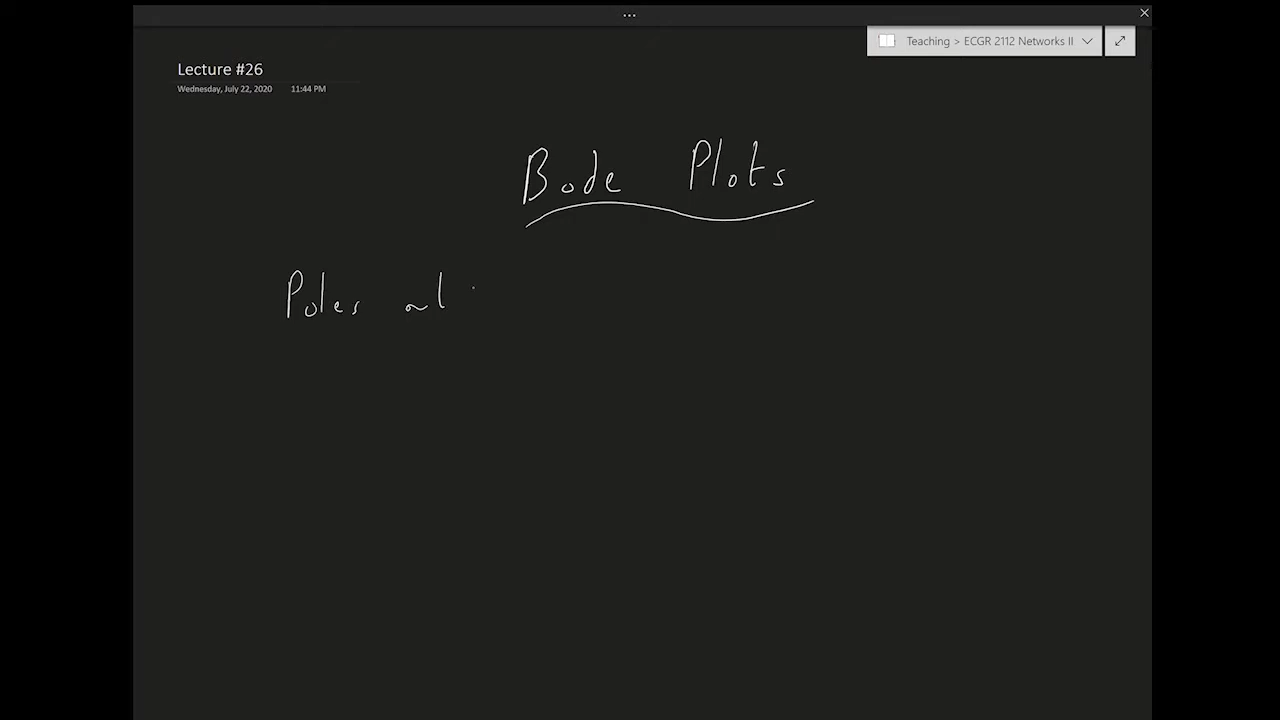 Teaching > ECGR 2112 Networks II
Lecture #26
Wednesday, July 22, 2020 11:44 PM
Bode Plots
Poles